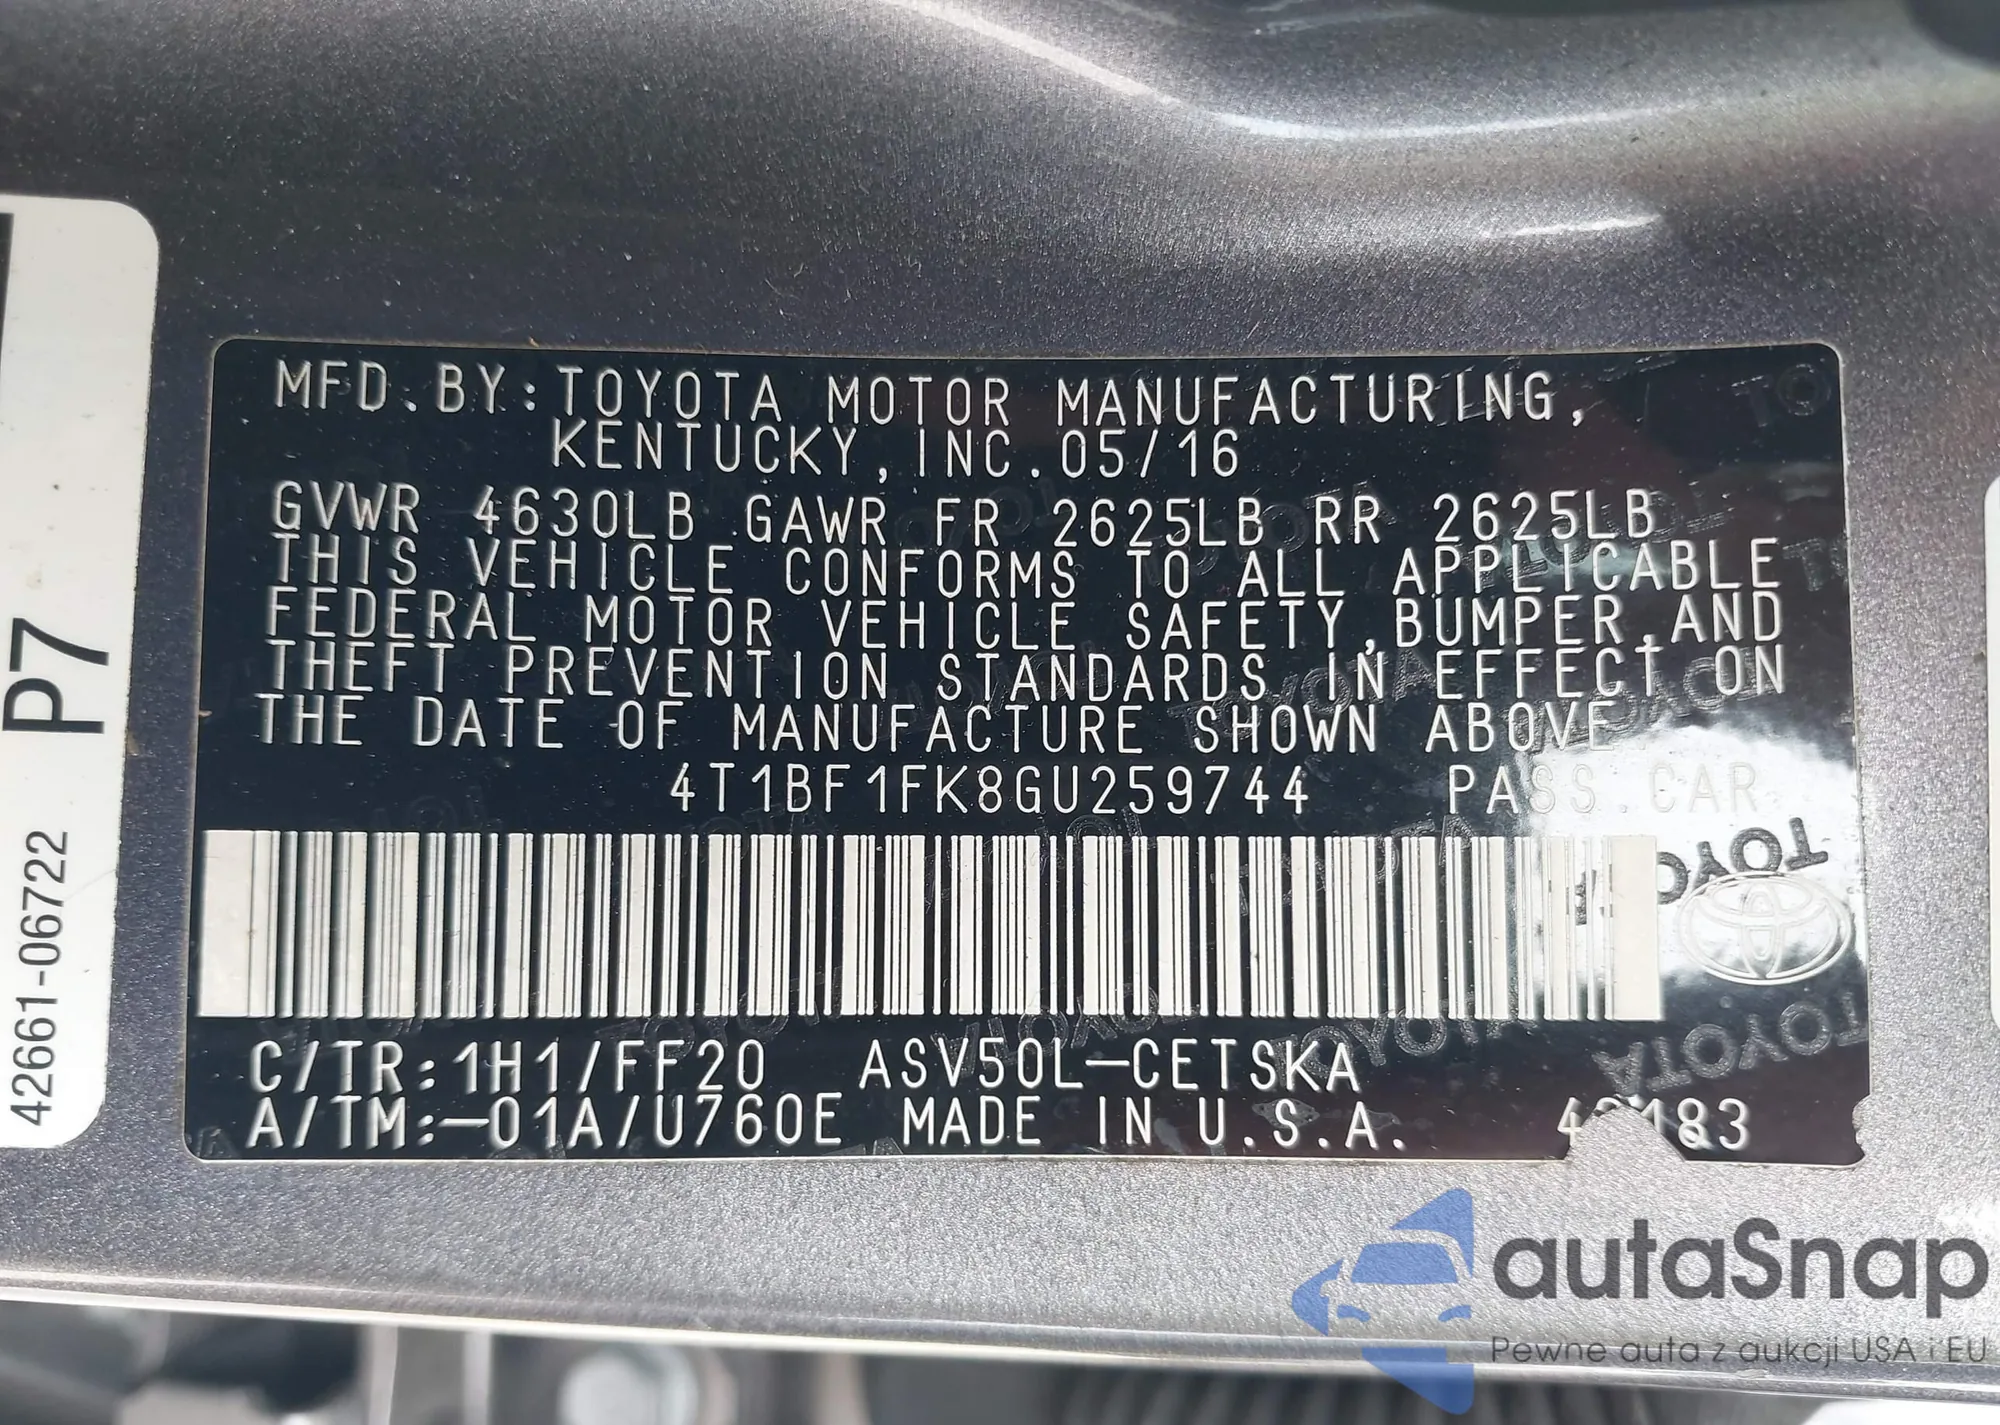 MFD.BY:TOYOTA MOTOR MANUFACTURING,
KENTUCKY,INC.05/16
GVWR 4630LB GAWR FR 2625LB RR 2625LB
THIS VEHICLE CONFORMS TO ALL APPLICABLE
FEDERAL MOTOR VEHICLE SAFETY,BUMPER,AND
THEFT PREVENTION STANDARDS IN EFFECT ON
THE DATE OF MANUFACTURE SHOWN ABOVE.
4T1BF1FK8GU259744 PASS CAR
TOYOTA
C/TR:1H1/FF20 ASV50L-CETSKA
A/TM:-01A/U760E MADE IN U.S.A.
P7
42661-06722
autaSnap
Pewne auta z aukcji USA i EU